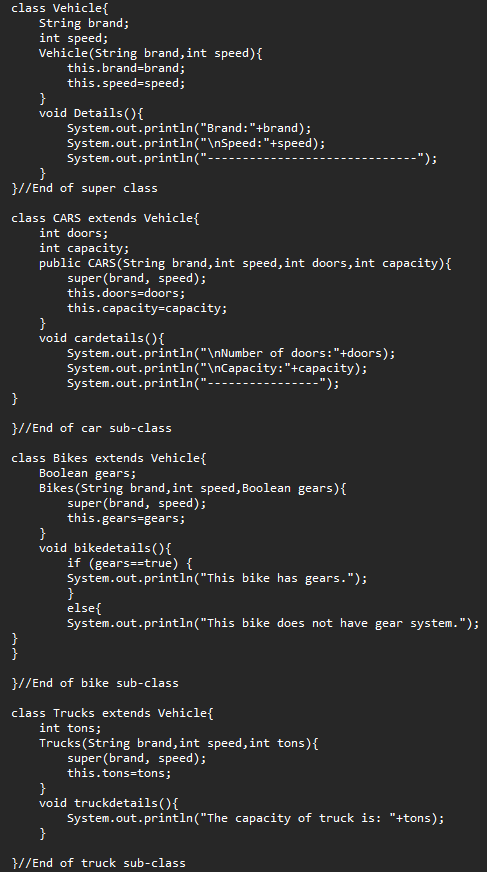 class Vehicle{
    String brand;
    int speed;
    Vehicle(String brand,int speed){
        this.brand=brand;
        this.speed=speed;
    }
    void Details(){
        System.out.println("Brand:"+brand);
        System.out.println("\nSpeed:"+speed);
        System.out.println("-------------------------------");
    }
}//End of super class

class CARS extends Vehicle{
    int doors;
    int capacity;
    public CARS(String brand,int speed,int doors,int capacity){
        super(brand, speed);
        this.doors=doors;
        this.capacity=capacity;
    }
    void cardetails(){
        System.out.println("\nNumber of doors:"+doors);
        System.out.println("\nCapacity:"+capacity);
        System.out.println("----------------");
}

}//End of car sub-class

class Bikes extends Vehicle{
    Boolean gears;
    Bikes(String brand,int speed,Boolean gears){
        super(brand, speed);
        this.gears=gears;
    }
    void bikedetails(){
        if (gears==true) {
        System.out.println("This bike has gears.");
        }
        else{
        System.out.println("This bike does not have gear system.");
}
}

}//End of bike sub-class

class Trucks extends Vehicle{
    int tons;
    Trucks(String brand,int speed,int tons){
        super(brand, speed);
        this.tons=tons;
    }
    void truckdetails(){
        System.out.println("The capacity of truck is: "+tons);
    }

}//End of truck sub-class